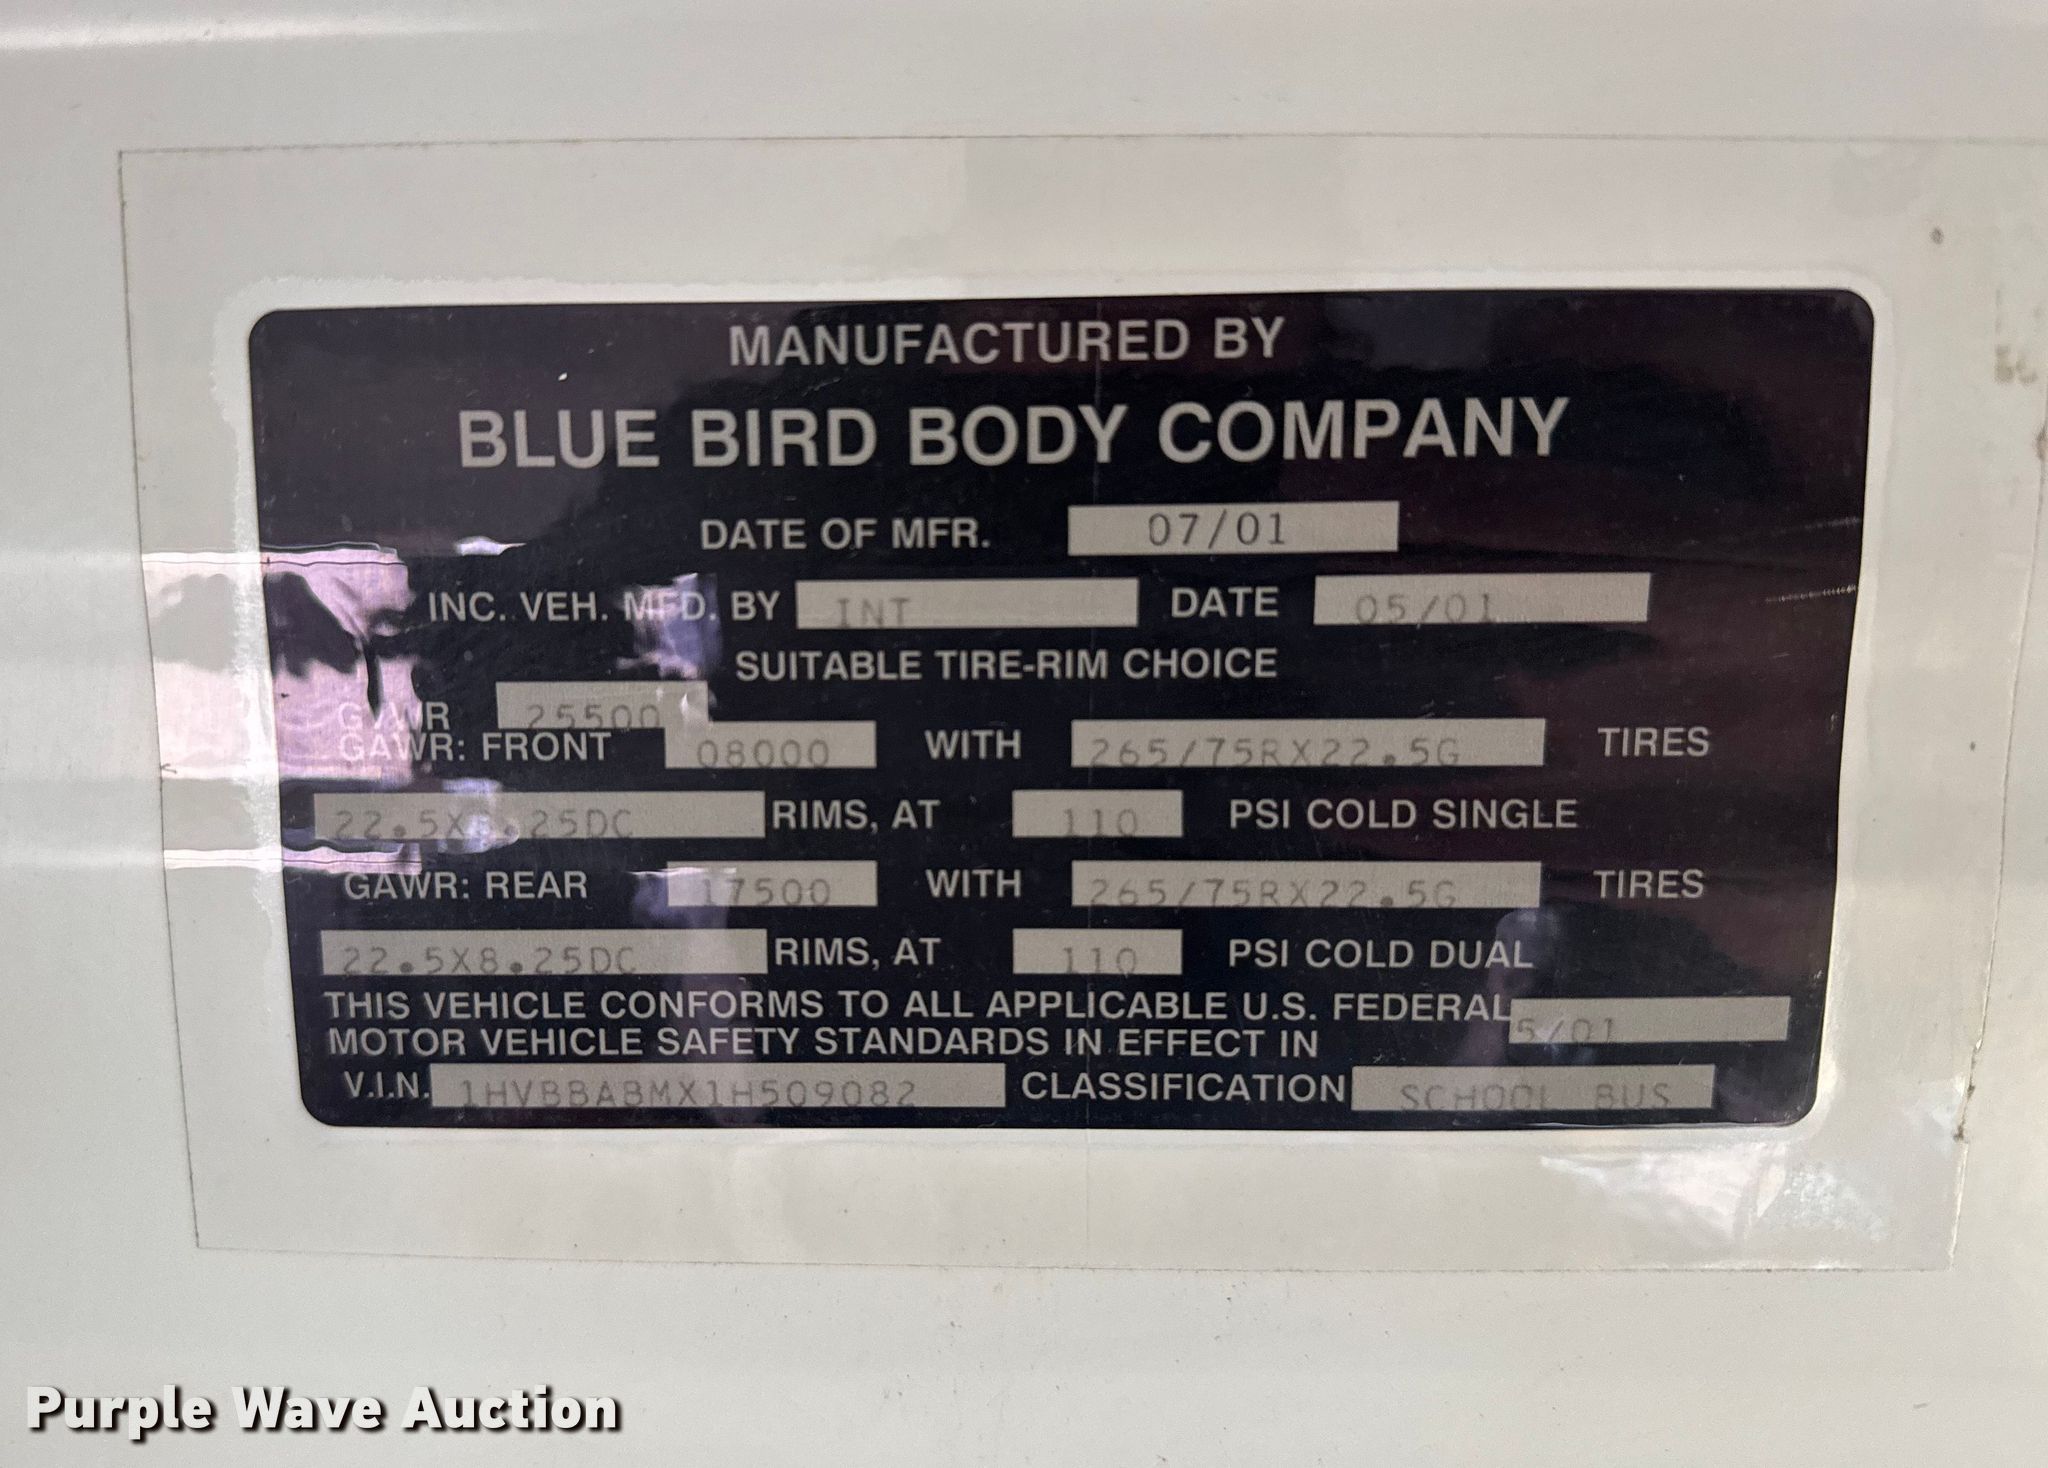 MANUFACTURED BY
BLUE BIRD BODY COMPANY
DATE OF MFR. 07/01
INC. VEH. MFD. BY INT DATE 05/01
SUITABLE TIRE-RIM CHOICE
GVWR 25500
GAWR: FRONT 08000 WITH 265/75RX22.5G TIRES
22.5X8.25DC RIMS, AT 110 PSI COLD SINGLE
GAWR: REAR 17500 WITH 265/75RX22.5G TIRES
22.5X8.25DC RIMS, AT 110 PSI COLD DUAL
THIS VEHICLE CONFORMS TO ALL APPLICABLE U.S. FEDERAL
MOTOR VEHICLE SAFETY STANDARDS IN EFFECT IN 5/01
V.I.N. 1HVBBABMX1H509082 CLASSIFICATION SCHOOL BUS
Purple Wave Auction